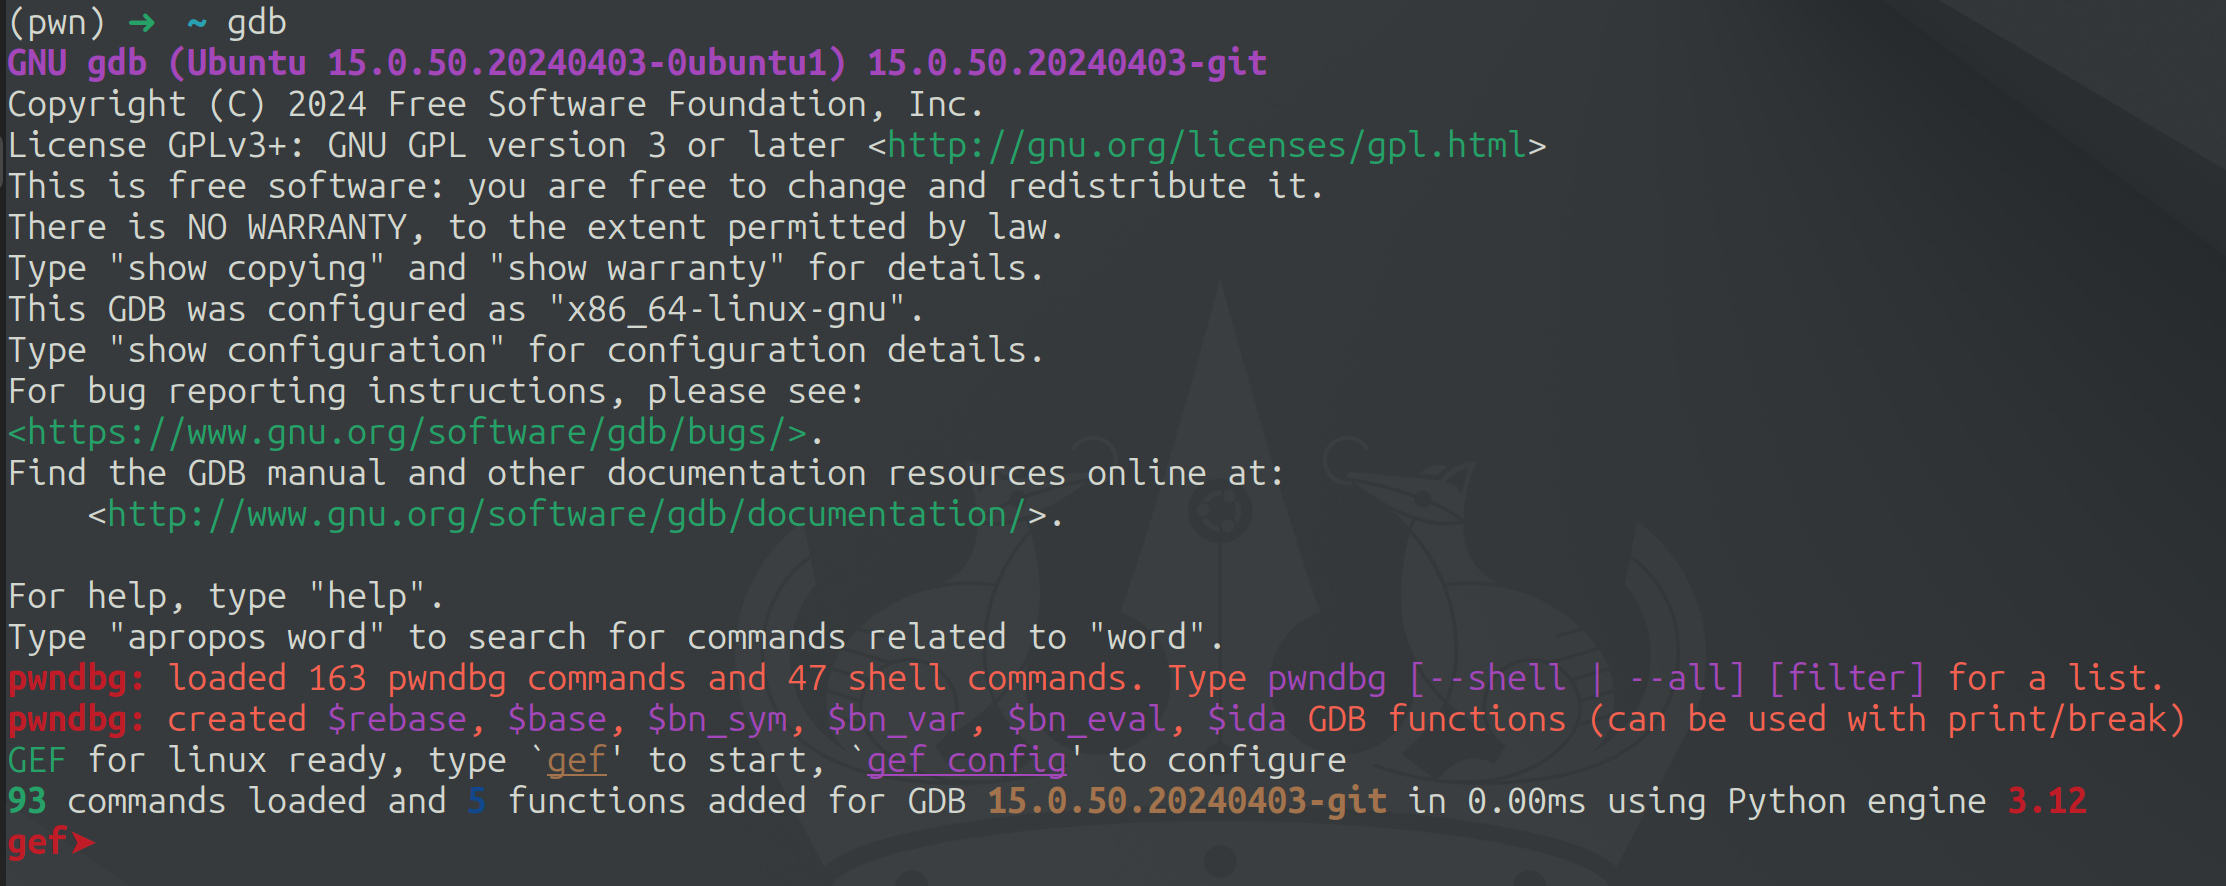 (pwn) ➜  ~ gdb
GNU gdb (Ubuntu 15.0.50.20240403-0ubuntu1) 15.0.50.20240403-git
Copyright (C) 2024 Free Software Foundation, Inc.
License GPLv3+: GNU GPL version 3 or later <http://gnu.org/licenses/gpl.html>
This is free software: you are free to change and redistribute it.
There is NO WARRANTY, to the extent permitted by law.
Type "show copying" and "show warranty" for details.
This GDB was configured as "x86_64-linux-gnu".
Type "show configuration" for configuration details.
For bug reporting instructions, please see:
<https://www.gnu.org/software/gdb/bugs/>.
Find the GDB manual and other documentation resources online at:
    <http://www.gnu.org/software/gdb/documentation/>.

For help, type "help".
Type "apropos word" to search for commands related to "word".
pwndbg: loaded 163 pwndbg commands and 47 shell commands. Type pwndbg [--shell | --all] [filter] for a list.
pwndbg: created $rebase, $base, $bn_sym, $bn_var, $bn_eval, $ida GDB functions (can be used with print/break)
GEF for linux ready, type `gef' to start, `gef config' to configure
93 commands loaded and 5 functions added for GDB 15.0.50.20240403-git in 0.00ms using Python engine 3.12
gef➤